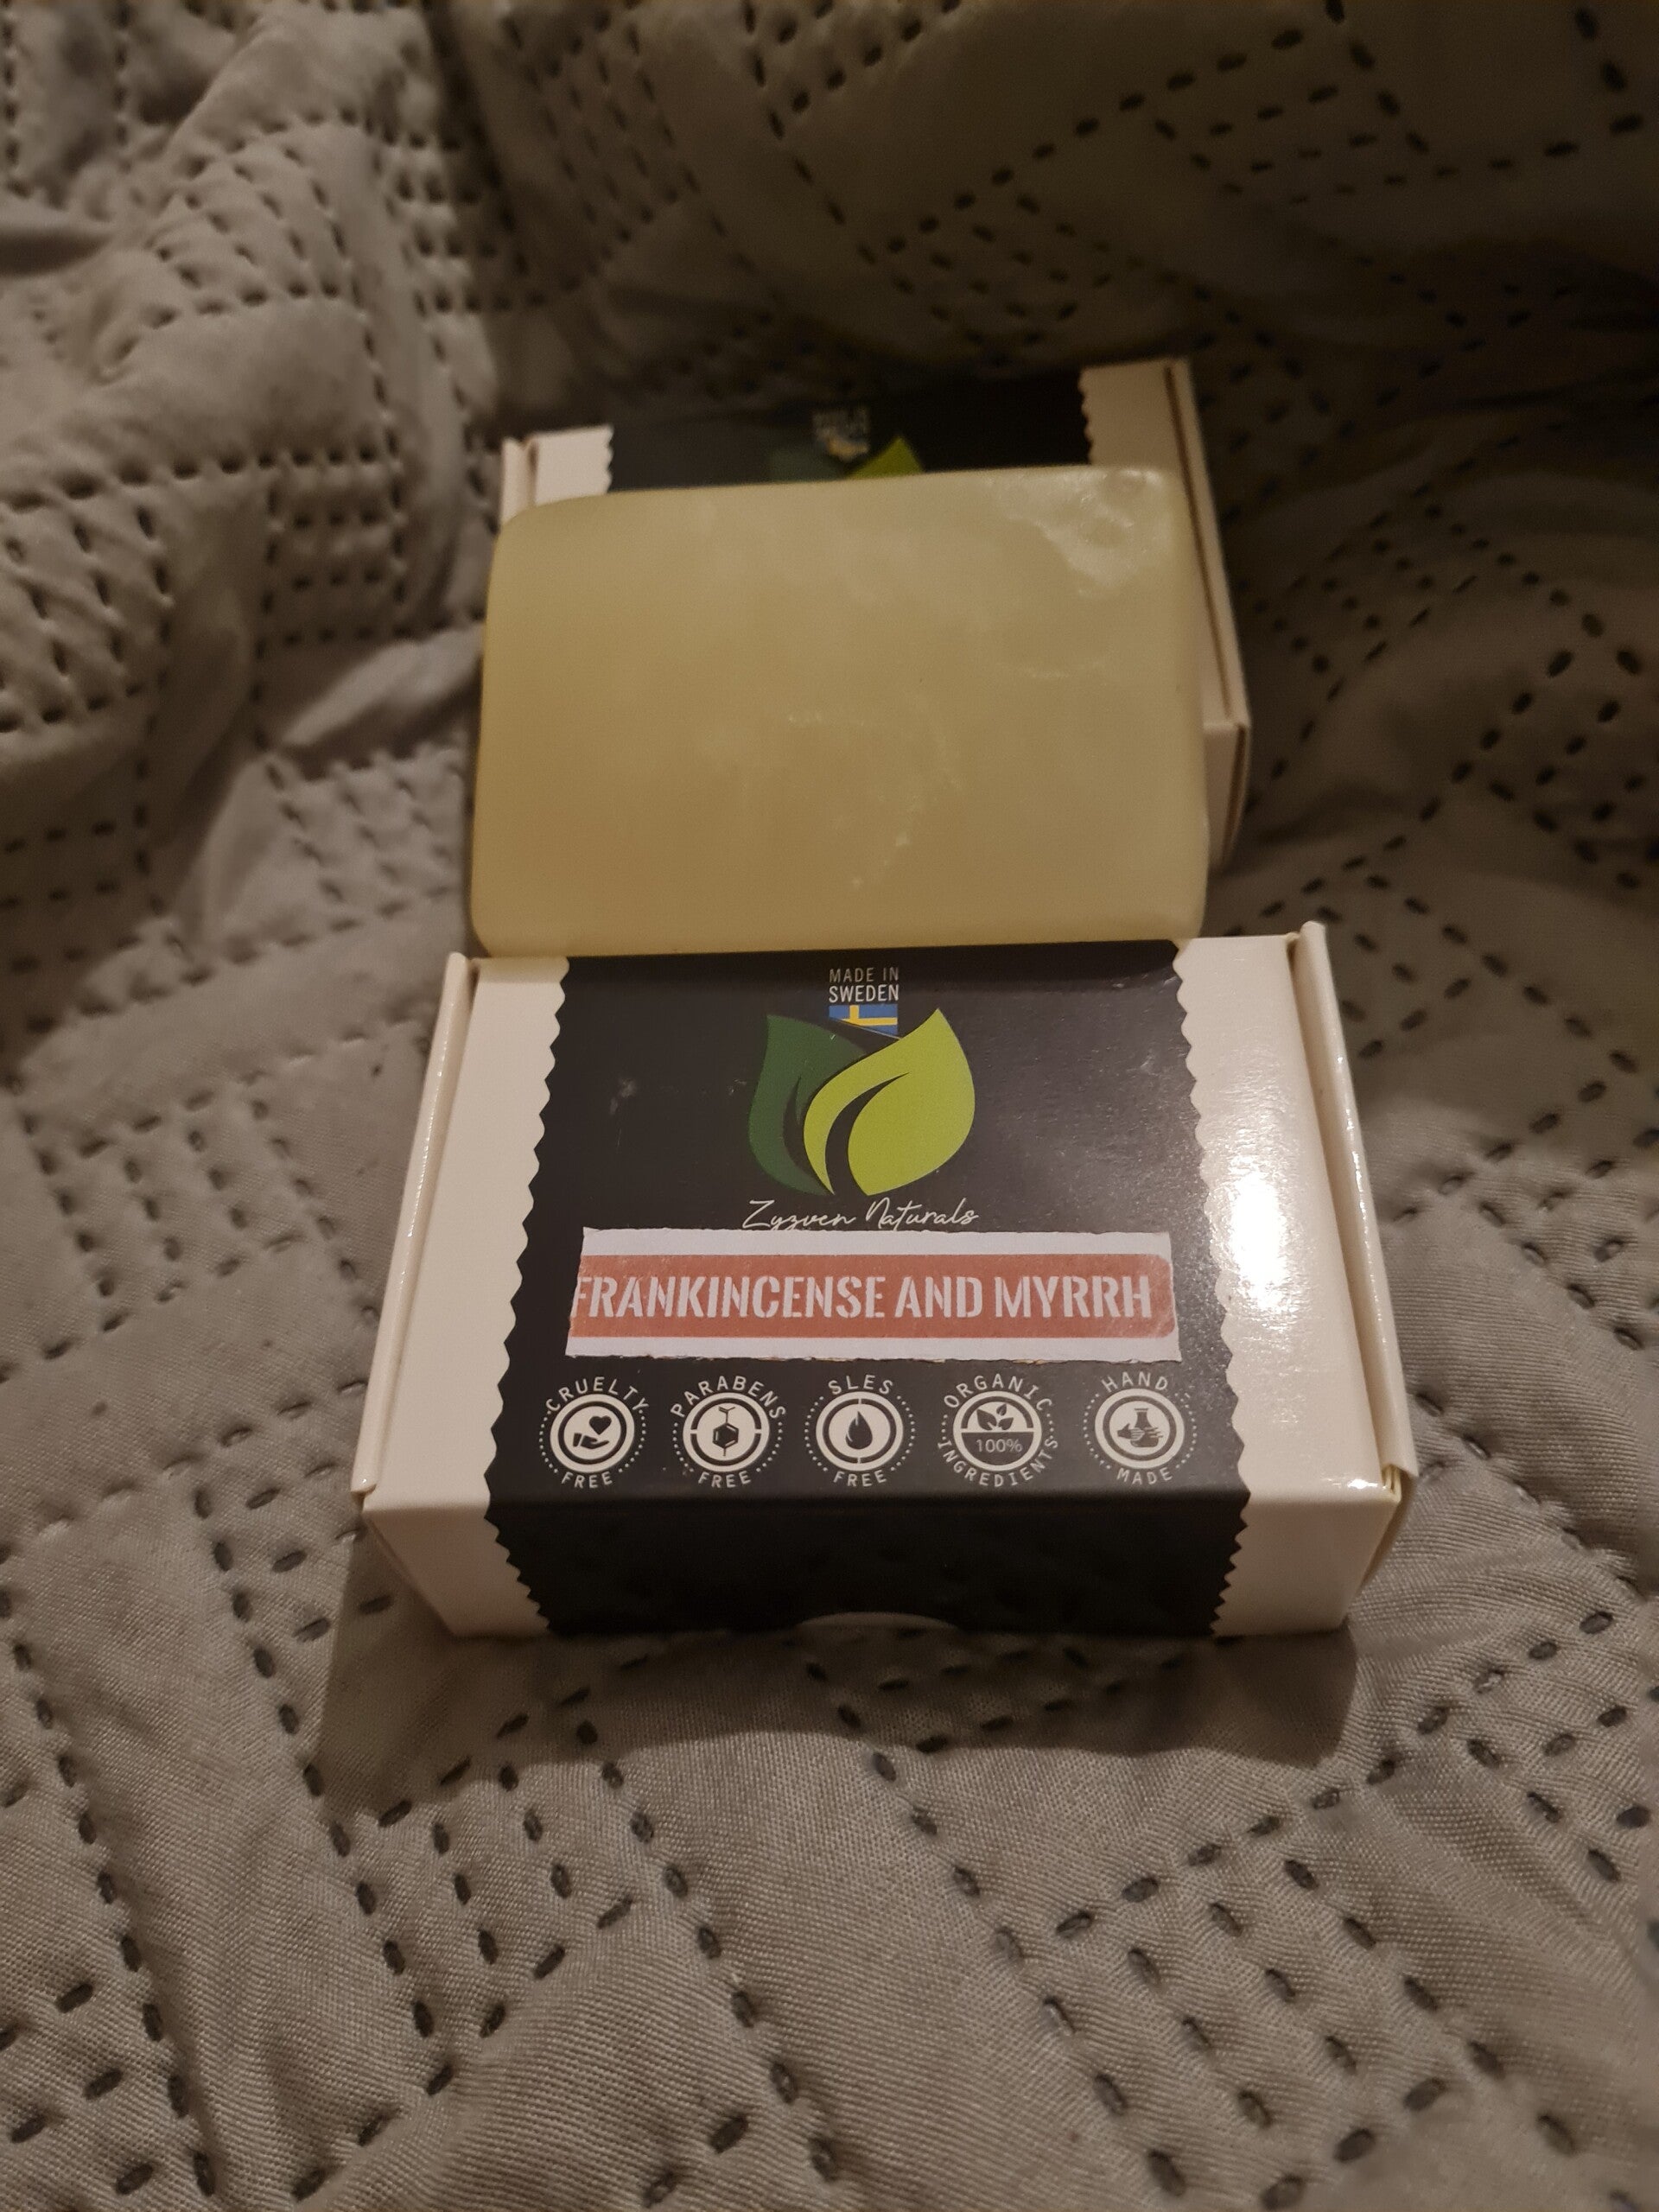 MADE IN
SWEDEN
Zyzven Naturals
FRANKINCENSE AND MYRRH
CRUELTY FREE
PARABENS FREE
SLES FREE
ORGANIC 100% INGREDIENTS
HAND MADE